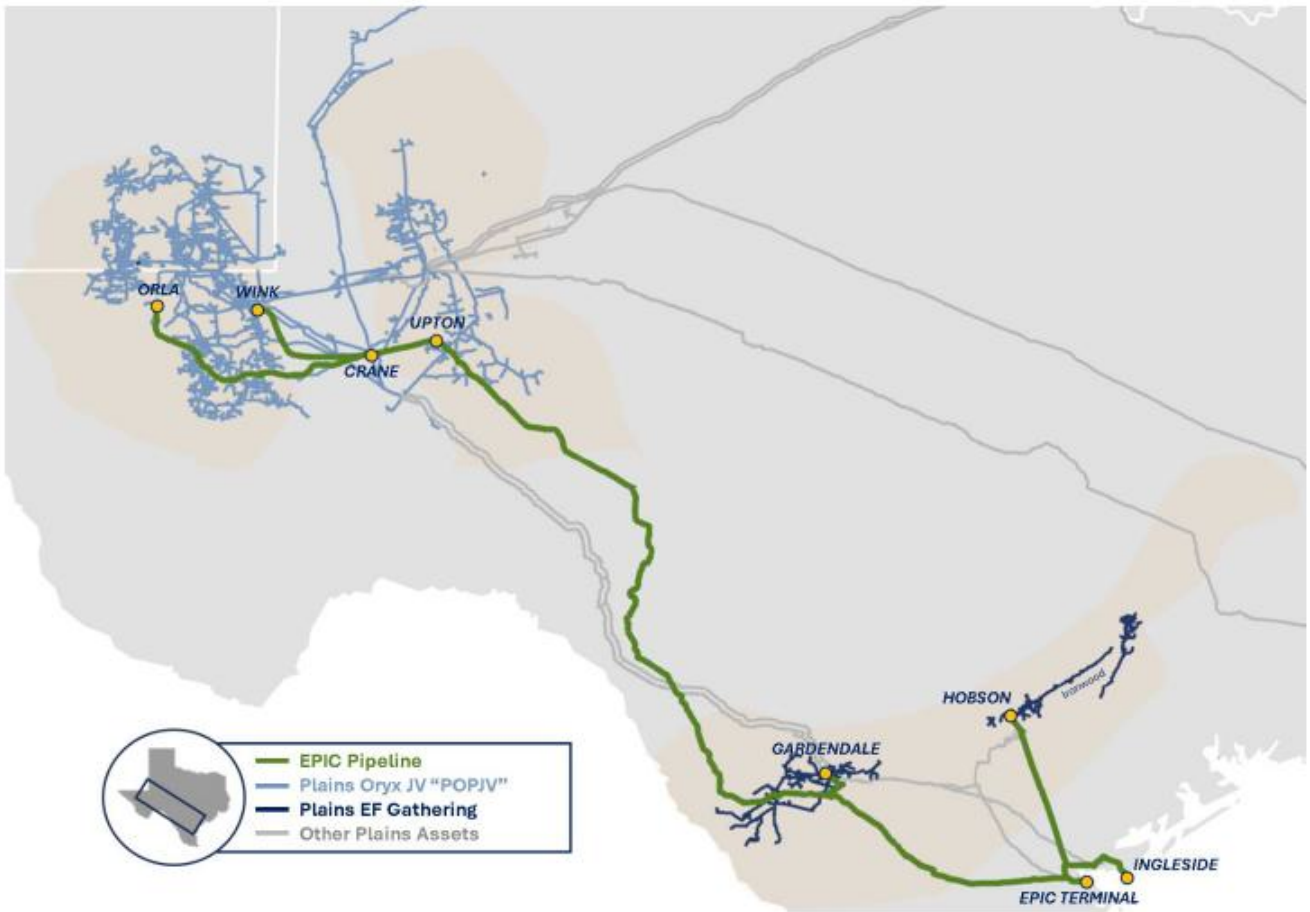 ORLA
WINK
UPTON
CRANE
HOBSON
Ironwood
GARDENDALE
EPIC Pipeline
Plains Oryx JV “POPJV”
Plains EF Gathering
Other Plains Assets
INGLESIDE
EPIC TERMINAL